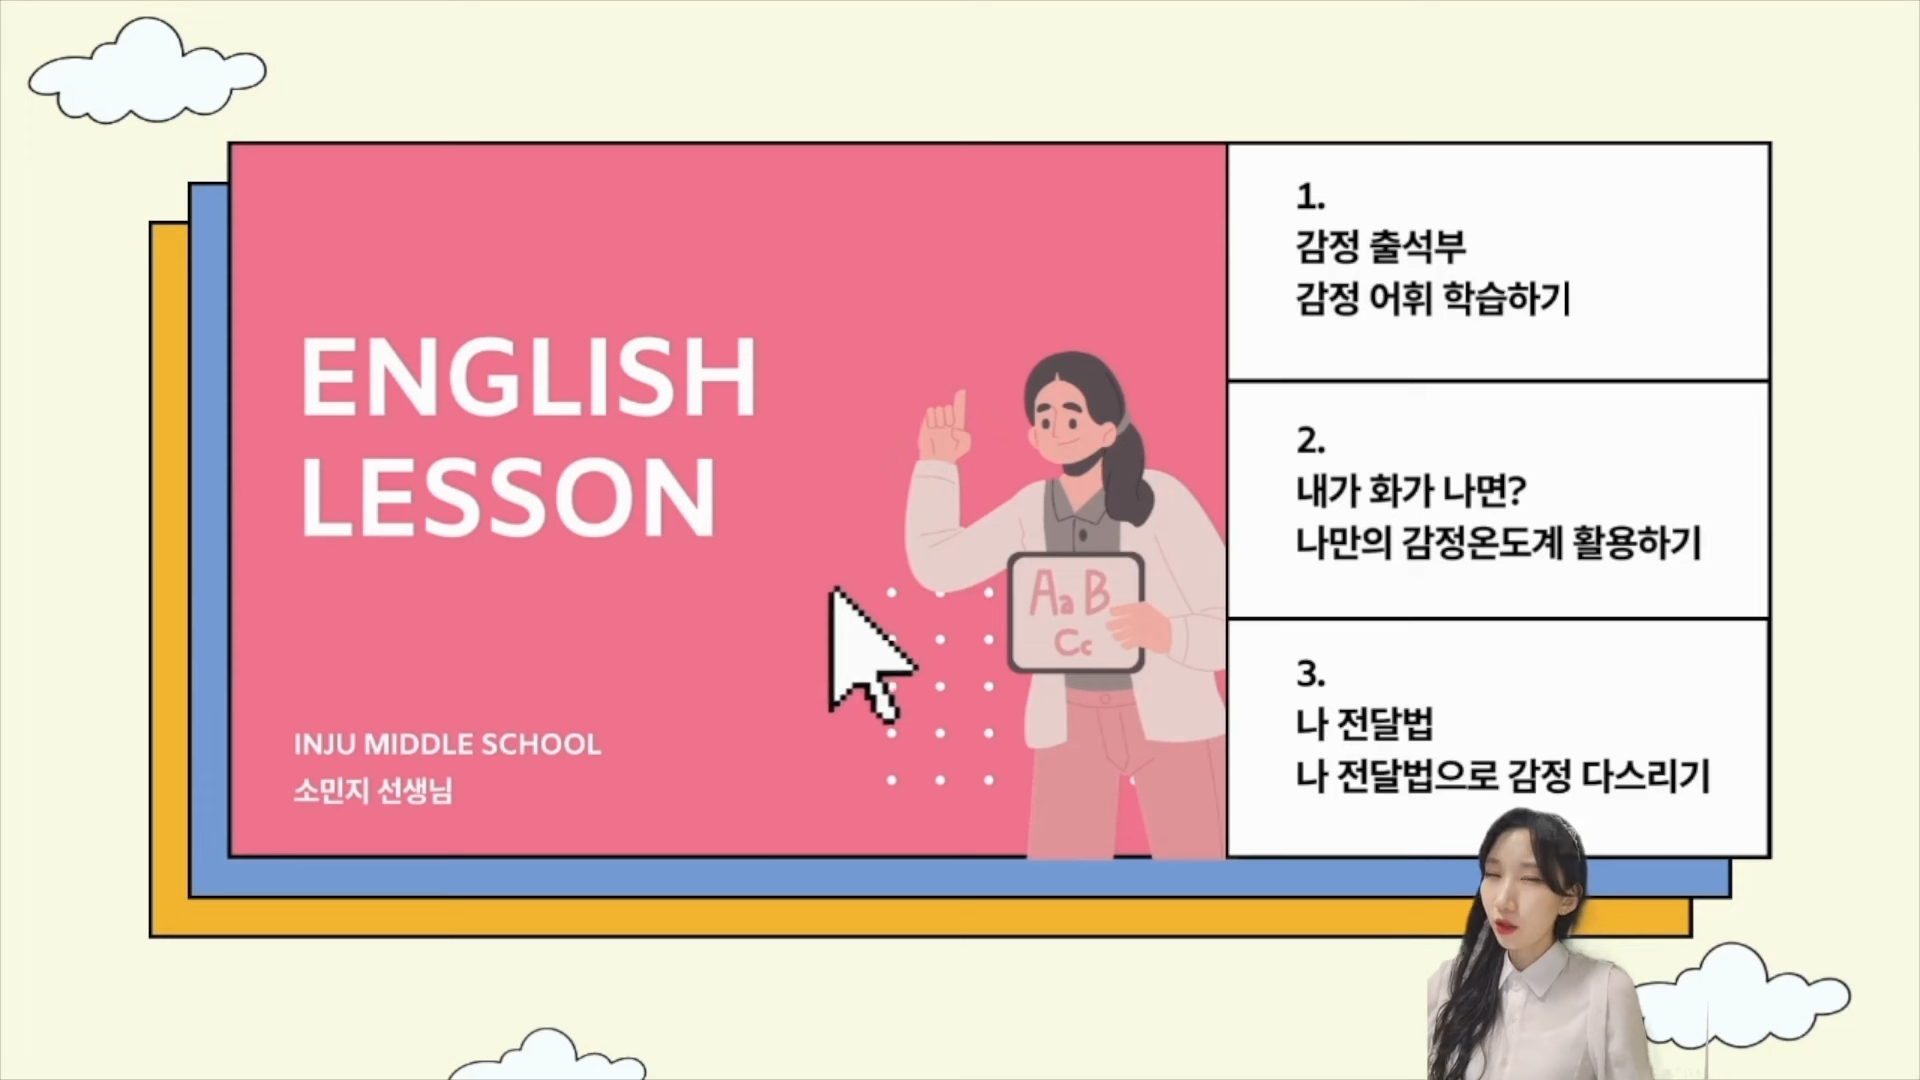 ENGLISH
LESSON
INJU MIDDLE SCHOOL
소민지 선생님
Aa B
Cc
1.
감정 출석부
감정 어휘 학습하기
2.
내가 화가 나면?
나만의 감정온도계 활용하기
3.
나 전달법
나 전달법으로 감정 다스리기